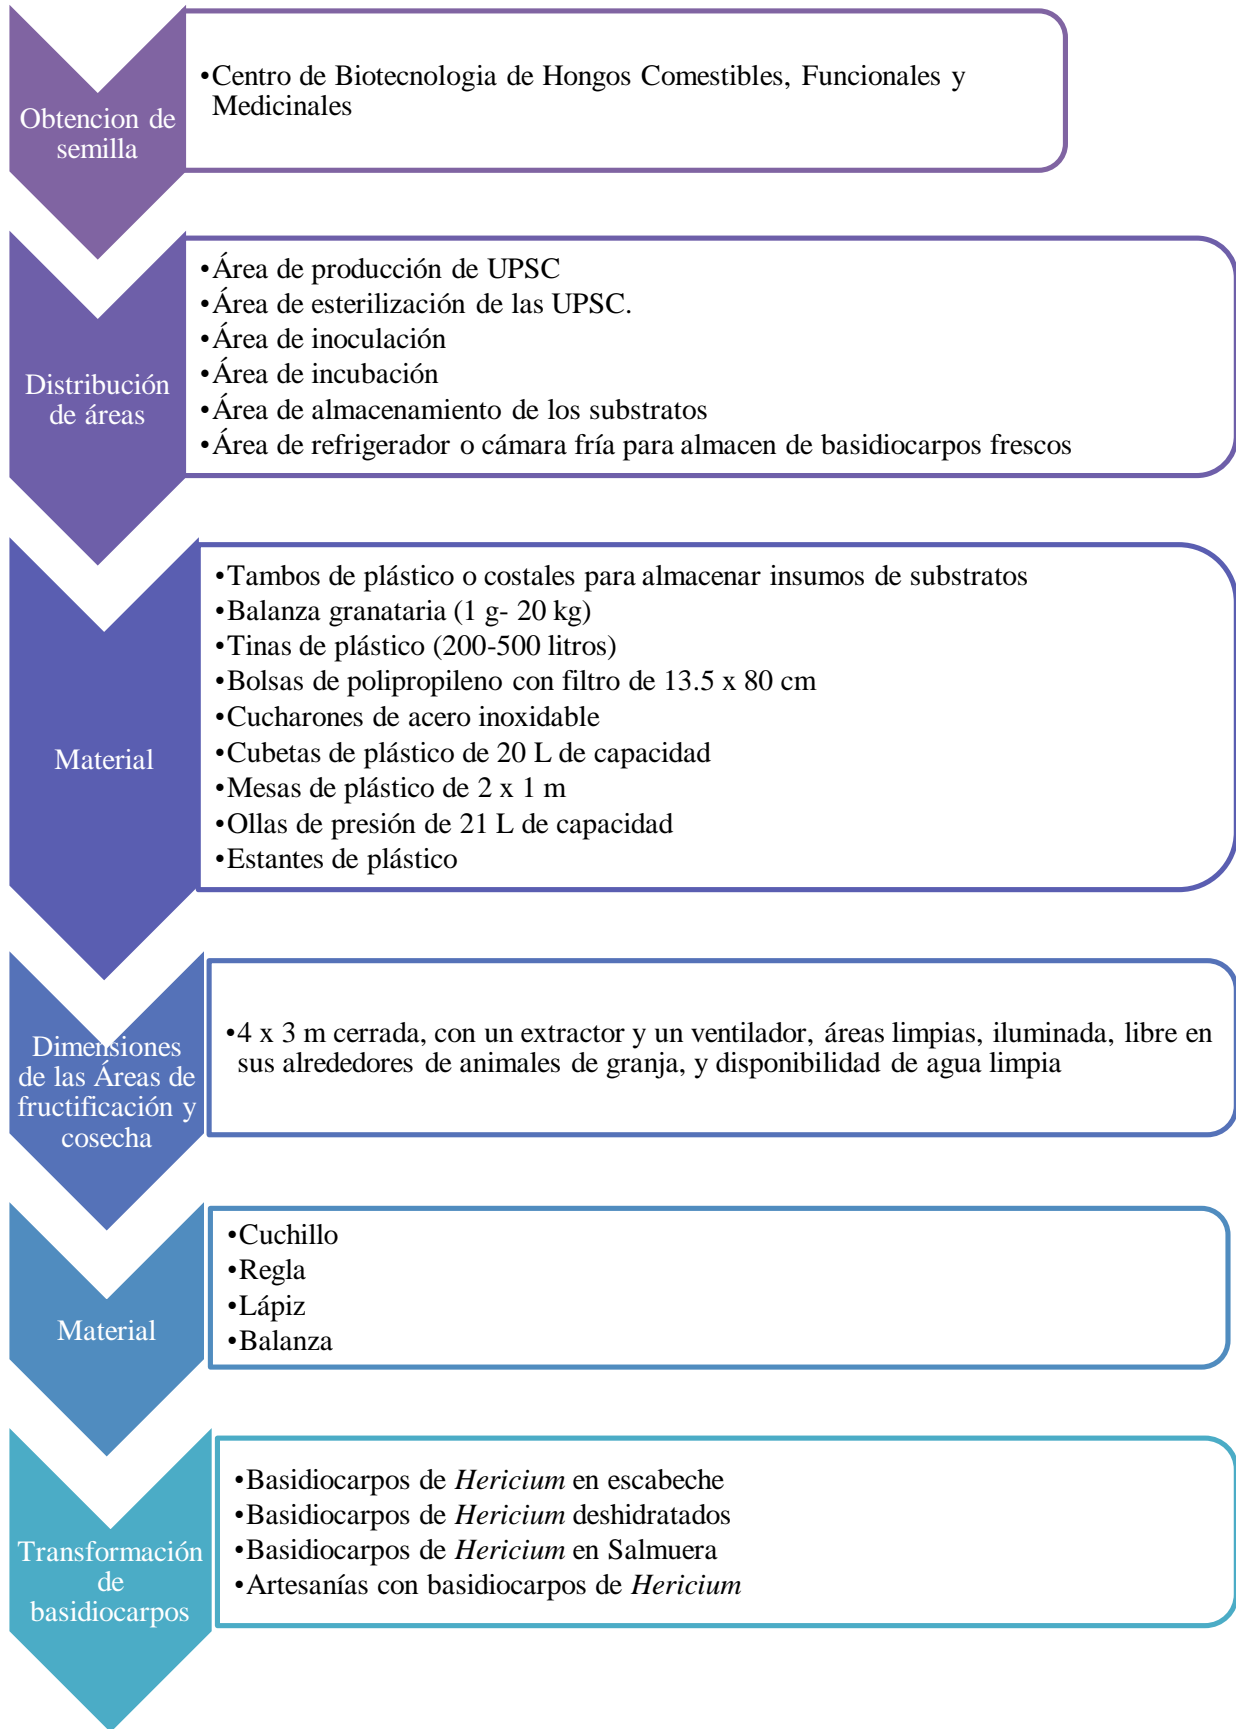 Obtencion de
semilla
•Centro de Biotecnologia de Hongos Comestibles, Funcionales y
Medicinales
Distribución
de áreas
•Área de producción de UPSC
•Área de esterilización de las UPSC.
•Área de inoculación
•Área de incubación
•Área de almacenamiento de los substratos
•Área de refrigerador o cámara fría para almacen de basidiocarpos frescos
Material
•Tambos de plástico o costales para almacenar insumos de substratos
•Balanza granataria (1 g- 20 kg)
•Tinas de plástico (200-500 litros)
•Bolsas de polipropileno con filtro de 13.5 x 80 cm
•Cucharones de acero inoxidable
•Cubetas de plástico de 20 L de capacidad
•Mesas de plástico de 2 x 1 m
•Ollas de presión de 21 L de capacidad
•Estantes de plástico
Dimensiones
de las Áreas de
fructificación y
cosecha
•4 x 3 m cerrada, con un extractor y un ventilador, áreas limpias, iluminada, libre en
sus alrededores de animales de granja, y disponibilidad de agua limpia
Material
•Cuchillo
•Regla
•Lápiz
•Balanza
Transformación
de
basidiocarpos
•Basidiocarpos de Hericium en escabeche
•Basidiocarpos de Hericium deshidratados
•Basidiocarpos de Hericium en Salmuera
•Artesanías con basidiocarpos de Hericium